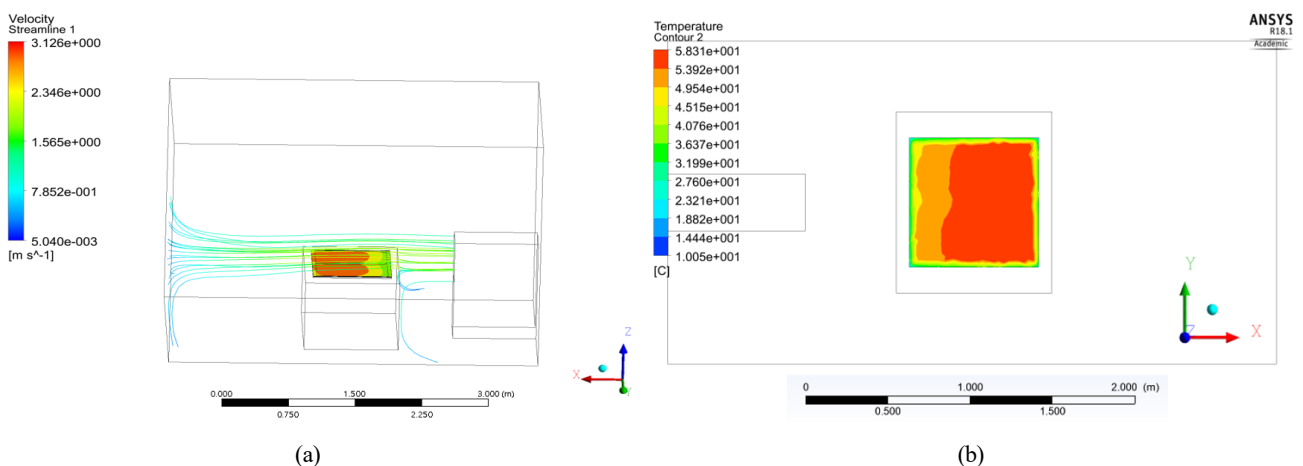 Velocity
Streamline 1
3.126e+000
2.346e+000
1.565e+000
7.852e-001
5.040e-003
[m s^-1]
Z
X
Y
0.000 1.500 3.000 (m)
0.750 2.250
(a)
Temperature
Contour 2
5.831e+001
5.392e+001
4.954e+001
4.515e+001
4.076e+001
3.637e+001
3.199e+001
2.760e+001
2.321e+001
1.882e+001
1.444e+001
1.005e+001
[C]
ANSYS
R18.1
Academic
Y
Z
X
0 1.000 2.000 (m)
0.500 1.500
(b)